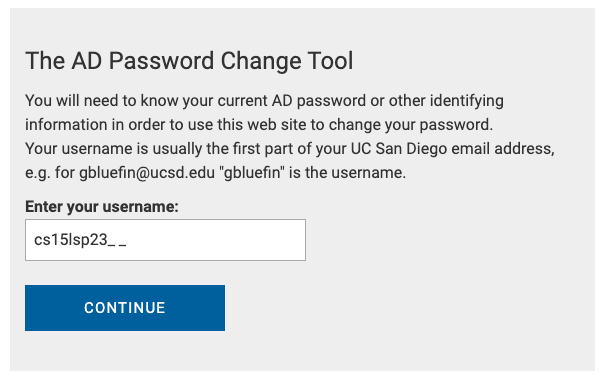 The AD Password Change Tool
You will need to know your current AD password or other identifying
information in order to use this web site to change your password.
Your username is usually the first part of your UC San Diego email address,
e.g. for gbluefin@ucsd.edu "gbluefin" is the username.
Enter your username:
cs15lsp23_ _
CONTINUE